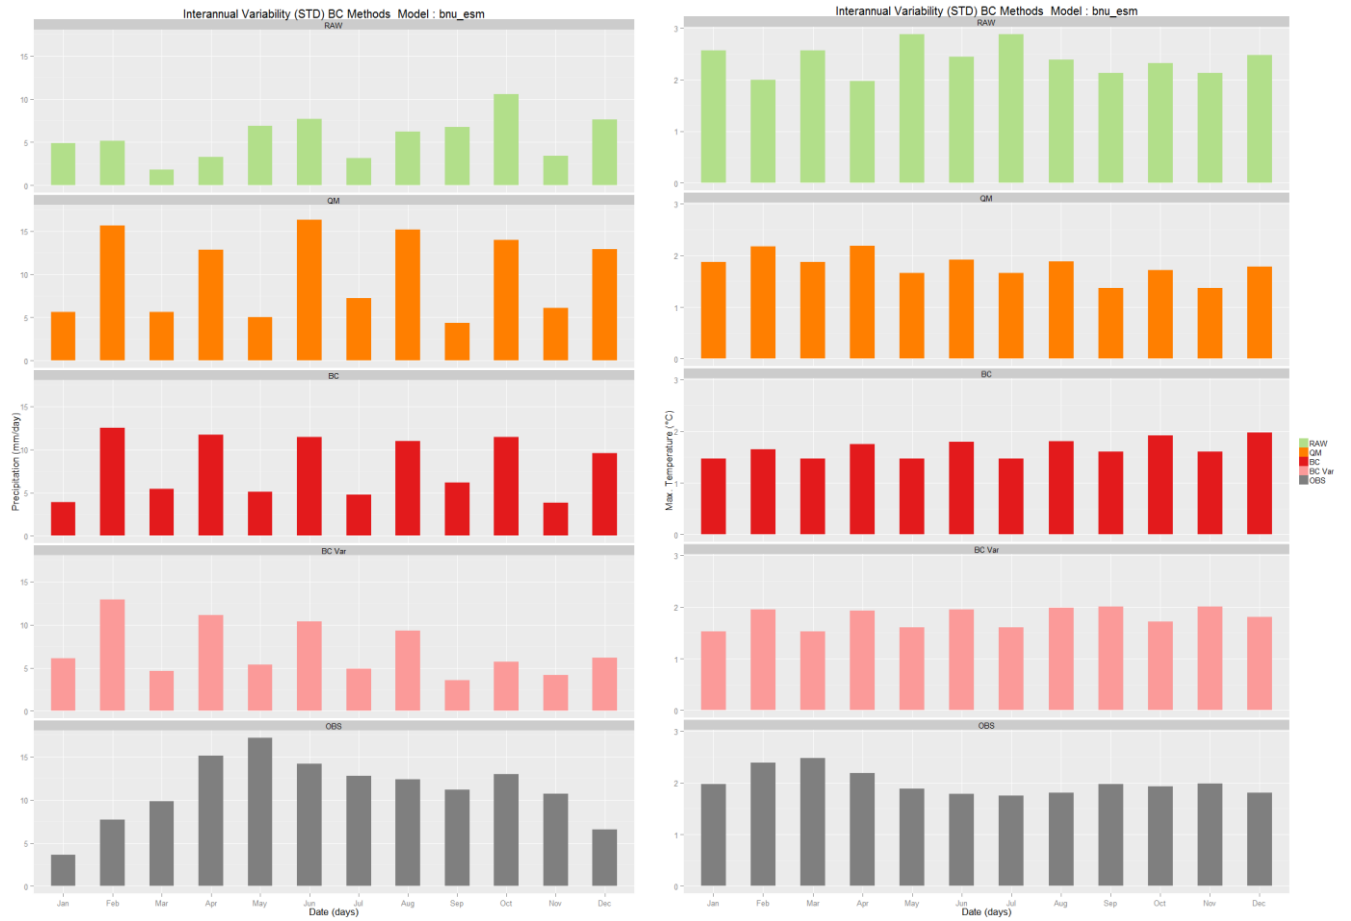 Interannual Variability (STD) BC Methods Model : bnu_esm
RAW
15
10
5
0
QM
15
10
5
0
BC
15
10
5
0
BC Var
15
10
5
0
OBS
15
10
5
0
Precipitation (mm/day)
Jan Feb Mar Apr May Jun Jul Aug Sep Oct Nov Dec
Date (days)
Interannual Variability (STD) BC Methods Model : bnu_esm
RAW
3
2
1
0
QM
3
2
1
0
BC
3
2
1
0
BC Var
3
2
1
0
OBS
3
2
1
0
Max. Temperature (°C)
Jan Feb Mar Apr May Jun Jul Aug Sep Oct Nov Dec
Date (days)
RAW
QM
BC
BC Var
OBS